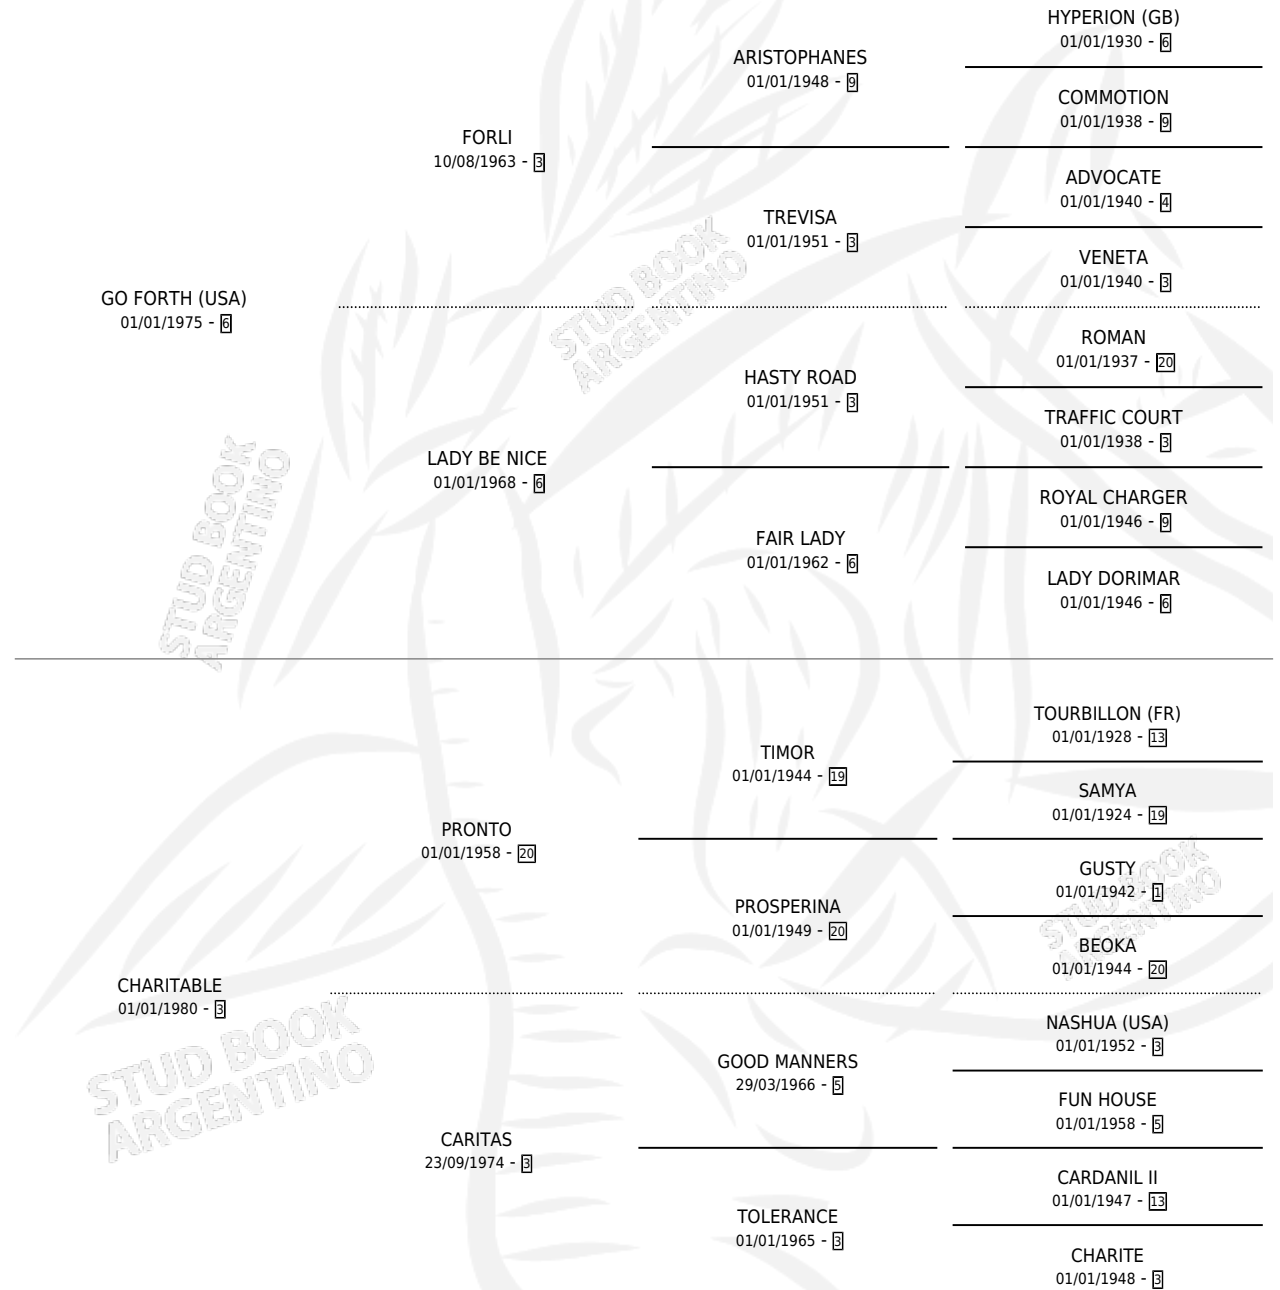 HYPERION (GB)
01/01/1930 - 6
ARISTOPHANES
01/01/1948 - 9
COMMOTION
01/01/1938 - 9
FORLI
10/08/1963 - 3
ADVOCATE
01/01/1940 - 4
TREVISA
01/01/1951 - 3
VENETA
01/01/1940 - 3
GO FORTH (USA)
01/01/1975 - 6
ROMAN
01/01/1937 - 20
HASTY ROAD
01/01/1951 - 3
TRAFFIC COURT
01/01/1938 - 3
LADY BE NICE
01/01/1968 - 6
ROYAL CHARGER
01/01/1946 - 9
FAIR LADY
01/01/1962 - 6
LADY DORIMAR
01/01/1946 - 6
TOURBILLON (FR)
01/01/1928 - 13
TIMOR
01/01/1944 - 19
SAMYA
01/01/1924 - 19
PRONTO
01/01/1958 - 20
GUSTY
01/01/1942 - 1
PROSPERINA
01/01/1949 - 20
BEOKA
01/01/1944 - 20
CHARITABLE
01/01/1980 - 3
NASHUA (USA)
01/01/1952 - 3
GOOD MANNERS
29/03/1966 - 5
FUN HOUSE
01/01/1958 - 5
CARITAS
23/09/1974 - 3
CARDANIL II
01/01/1947 - 13
TOLERANCE
01/01/1965 - 3
CHARITE
01/01/1948 - 3
STUD BOOK
ARGENTINO
STUD BOOK
ARGENTINO
STUD BOOK
ARGENTINO
STUD BOOK
ARGENTINO